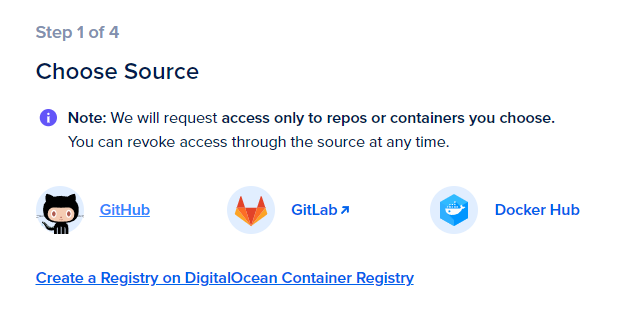 Step 1 of 4
Choose Source
Note: We will request access only to repos or containers you choose.
You can revoke access through the source at any time.
GitHub
GitLab
Docker Hub
Create a Registry on DigitalOcean Container Registry